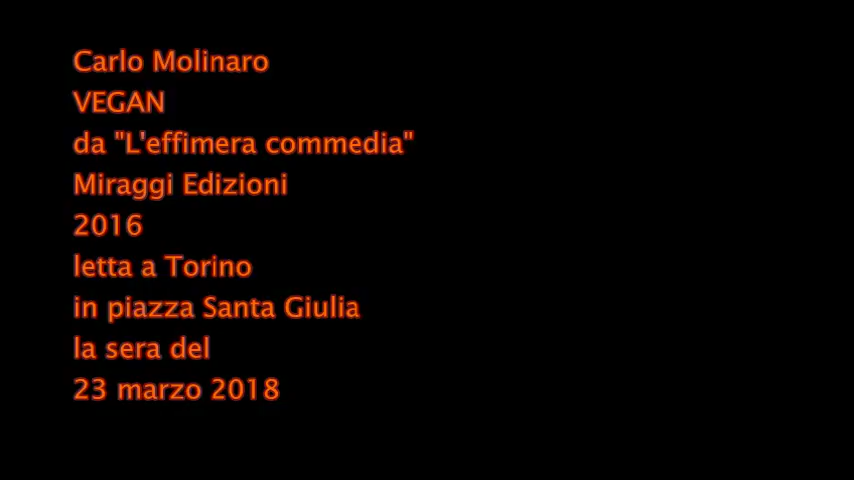 Carlo Molinaro
VEGAN
da "L'effimera commedia"
Miraggi Edizioni
2016
letta a Torino
in piazza Santa Giulia
la sera del
23 marzo 2018